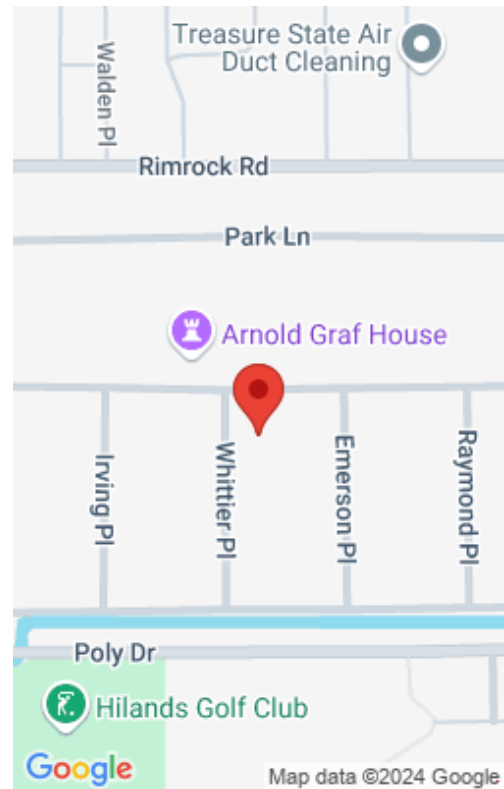 Treasure State Air
Duct Cleaning
Walden Pl
Rimrock Rd
Park Ln
Arnold Graf House
Irving Pl
Whittier Pl
Emerson Pl
Raymond Pl
Poly Dr
Hilands Golf Club
Google
Map data ©2024 Google